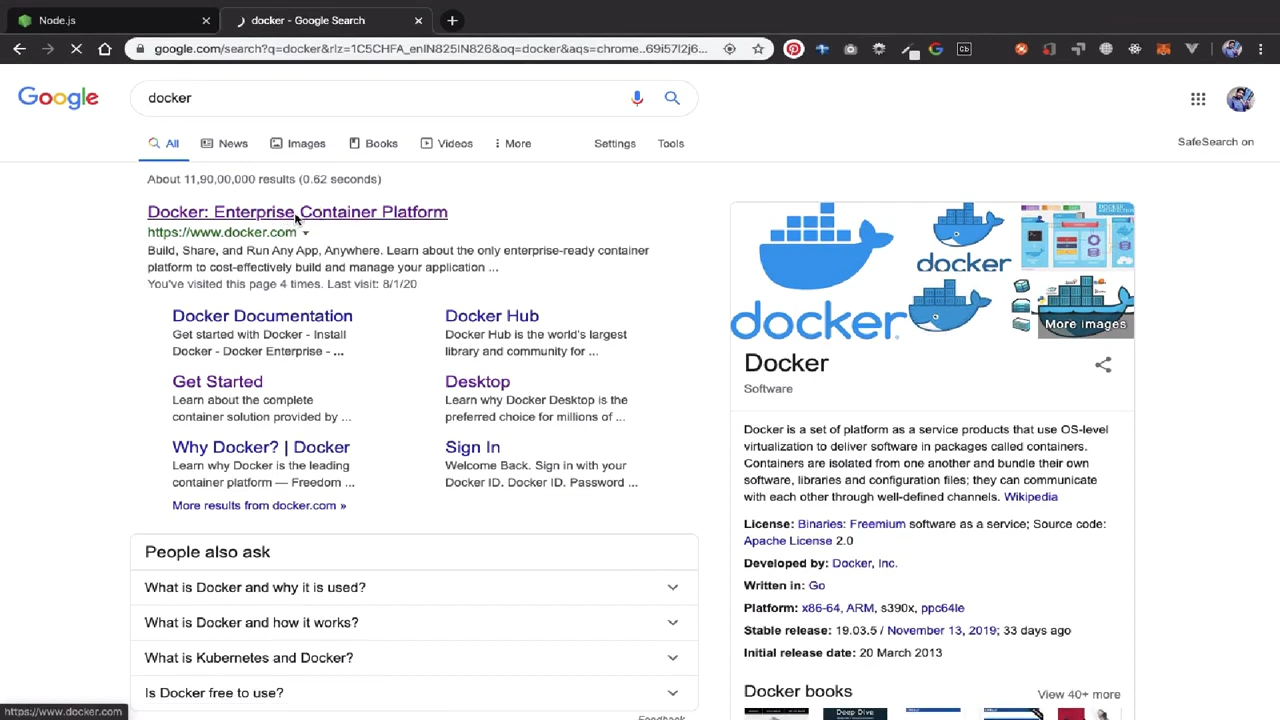 Node.js
docker - Google Search
google.com/search?q=docker&rlz=1C5CHFA_enIN825IN826&oq=docker&aqs=chrome..69i57l2j6...
Google
docker
All
News
Images
Books
Videos
More
Settings
Tools
SafeSearch on
About 11,90,00,000 results (0.62 seconds)
Docker: Enterprise Container Platform
https://www.docker.com
Build, Share, and Run Any App, Anywhere. Learn about the only enterprise-ready container
platform to cost-effectively build and manage your application ...
You've visited this page 4 times. Last visit: 8/1/20
Docker Documentation
Get started with Docker - Install
Docker - Docker Enterprise - ...
Docker Hub
Docker Hub is the world's largest
library and community for ...
Get Started
Learn about the complete
container solution provided by ...
Desktop
Learn why Docker Desktop is the
preferred choice for millions of ...
Why Docker? | Docker
Learn why Docker is the leading
container platform — Freedom ...
Sign In
Welcome Back. Sign in with your
Docker ID. Docker ID. Password ...
More results from docker.com »
People also ask
What is Docker and why it is used?
What is Docker and how it works?
What is Kubernetes and Docker?
Is Docker free to use?
Feedback
https://www.docker.com
docker
docker
More images
Docker
Software
Docker is a set of platform as a service products that use OS-level
virtualization to deliver software in packages called containers.
Containers are isolated from one another and bundle their own
software, libraries and configuration files; they can communicate
with each other through well-defined channels. Wikipedia
License: Binaries: Freemium software as a service; Source code:
Apache License 2.0
Developed by: Docker, Inc.
Written in: Go
Platform: x86-64, ARM, s390x, ppc64le
Stable release: 19.03.5 / November 13, 2019; 33 days ago
Initial release date: 20 March 2013
Docker books
View 40+ more
Deep Dive